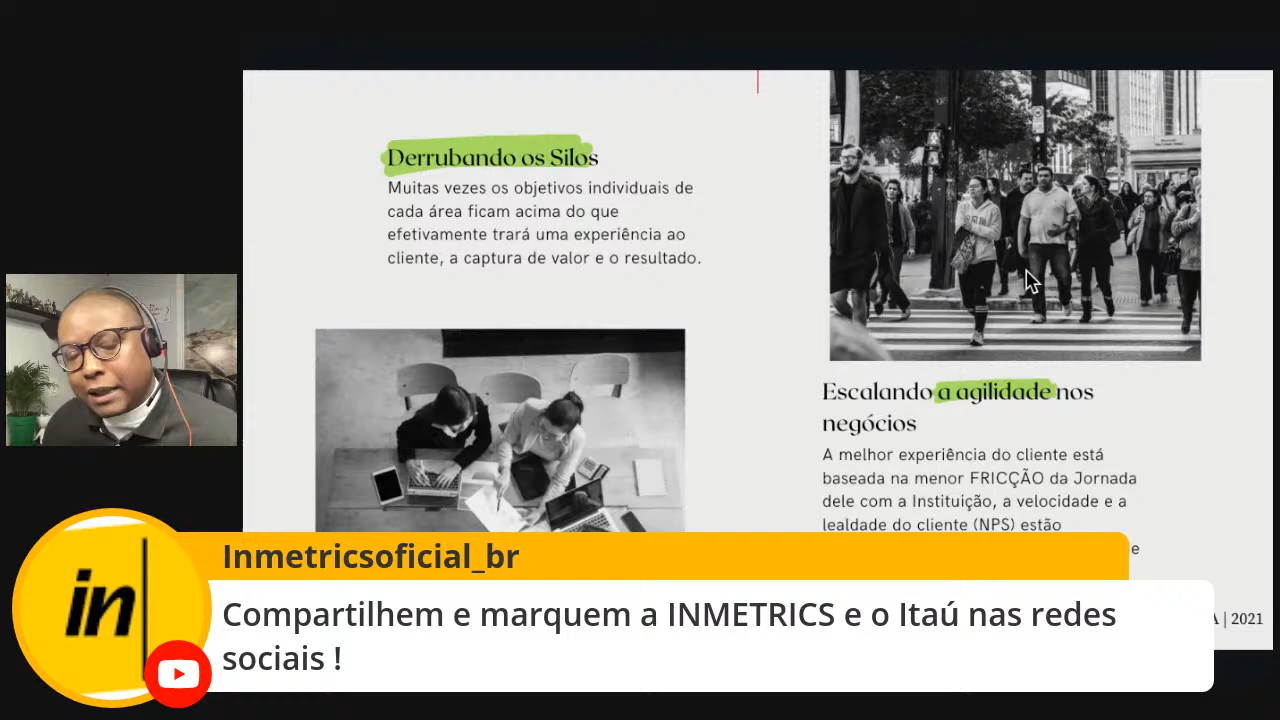 Derrubando os Silos
Muitas vezes os objetivos individuais de
cada área ficam acima do que
efetivamente trará uma experiência ao
cliente, a captura de valor e o resultado.
Escalando a agilidade nos
negócios
A melhor experiência do cliente está
baseada na menor FRICÇÃO da Jornada
dele com a Instituição, a velocidade e a
lealdade do cliente (NPS) estão
e
A | 2021
in
Inmetricsoficial_br
Compartilhem e marquem a INMETRICS e o Itaú nas redes
sociais !